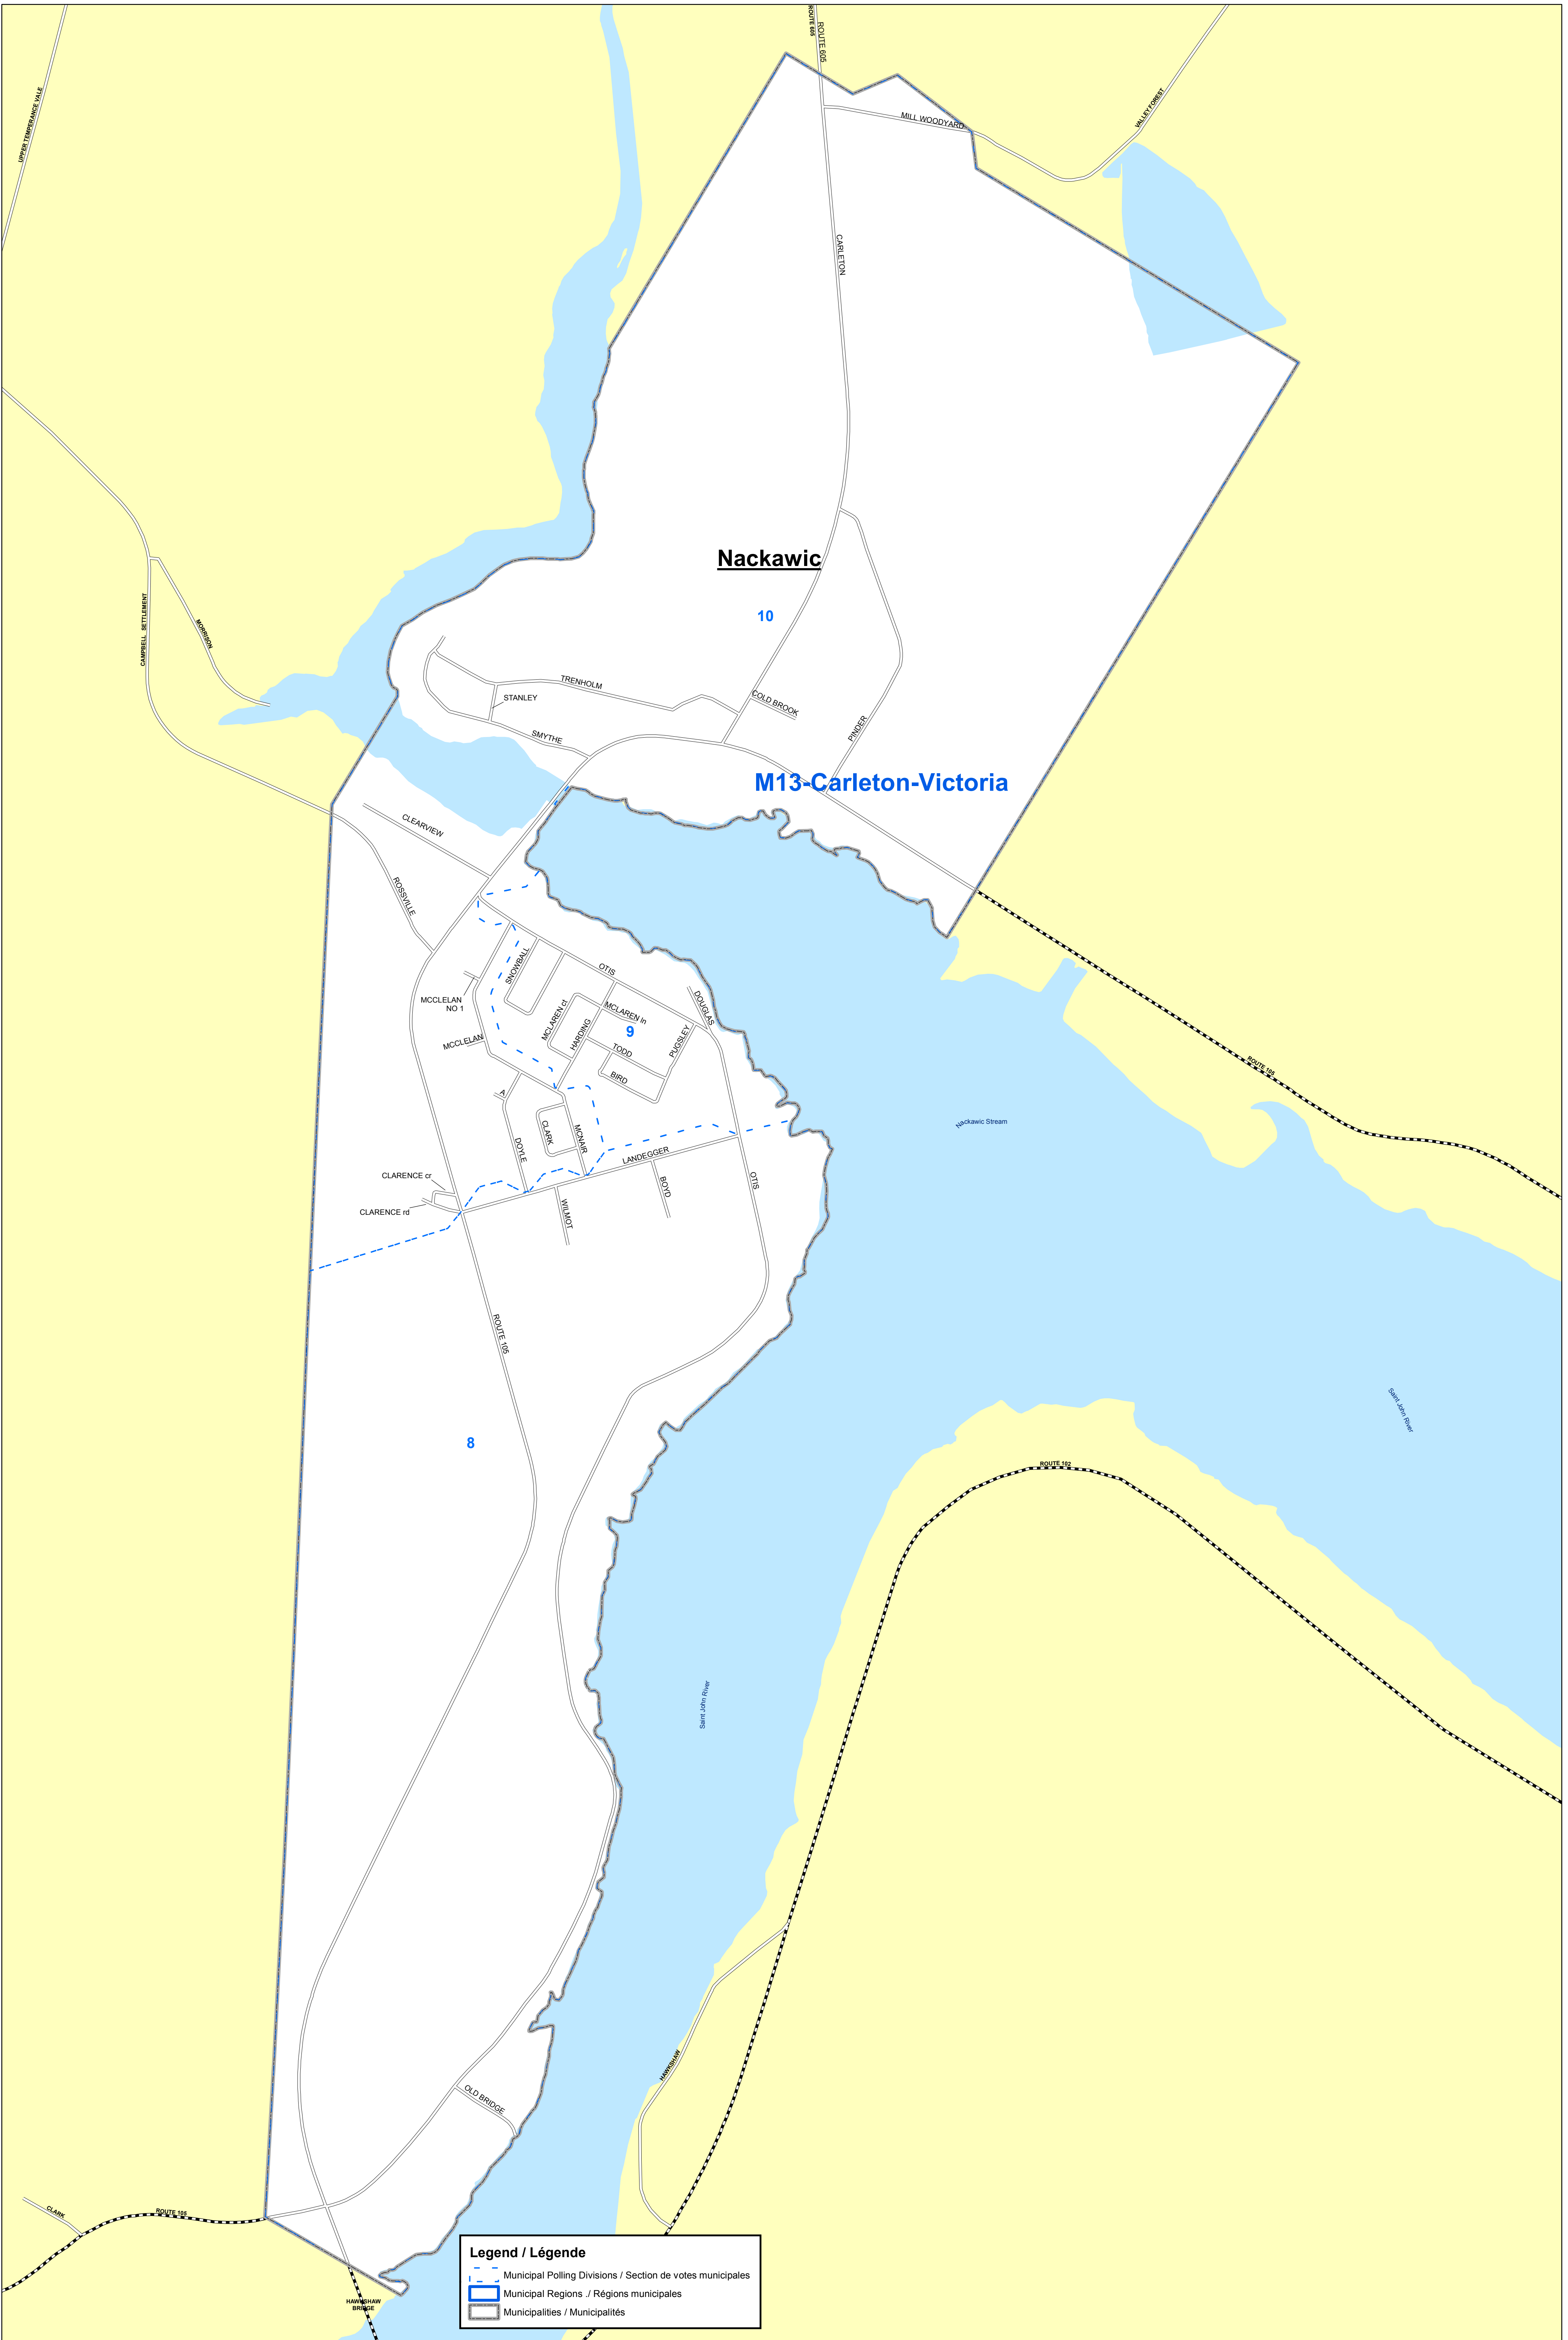 ROUTE 605
ROUTE 605
UPPER TEMPERANCE VALE
VALLEY FOREST
MILL WOODYARD
CARLETON
Nackawic
10
CAMPBELL SETTLEMENT
MORRISON
TRENHOLM
STANLEY
COLD BROOK
SMYTHE
PINDER
M13-Carleton-Victoria
CLEARVIEW
ROSSVILLE
SNOWBALL
OTIS
MCCLELAN
NO 1
MCLAREN ct
MCLAREN ln
DOUGLAS
HARDING
9
PUGSLEY
MCCLELAN
TODD
BIRD
ROUTE 105
A
Nackawic Stream
CLARK
MCNAIR
DOYLE
LANDEGGER
CLARENCE cr
BOYD
OTIS
CLARENCE rd
WILMOT
ROUTE 105
Saint John River
8
ROUTE 102
Saint John River
HAWKSHAW
OLD BRIDGE
CLARK
ROUTE 105
HAWKSHAW
BRIDGE
Legend / Légende
Municipal Polling Divisions / Section de votes municipales
Municipal Regions ./ Régions municipales
Municipalities / Municipalités